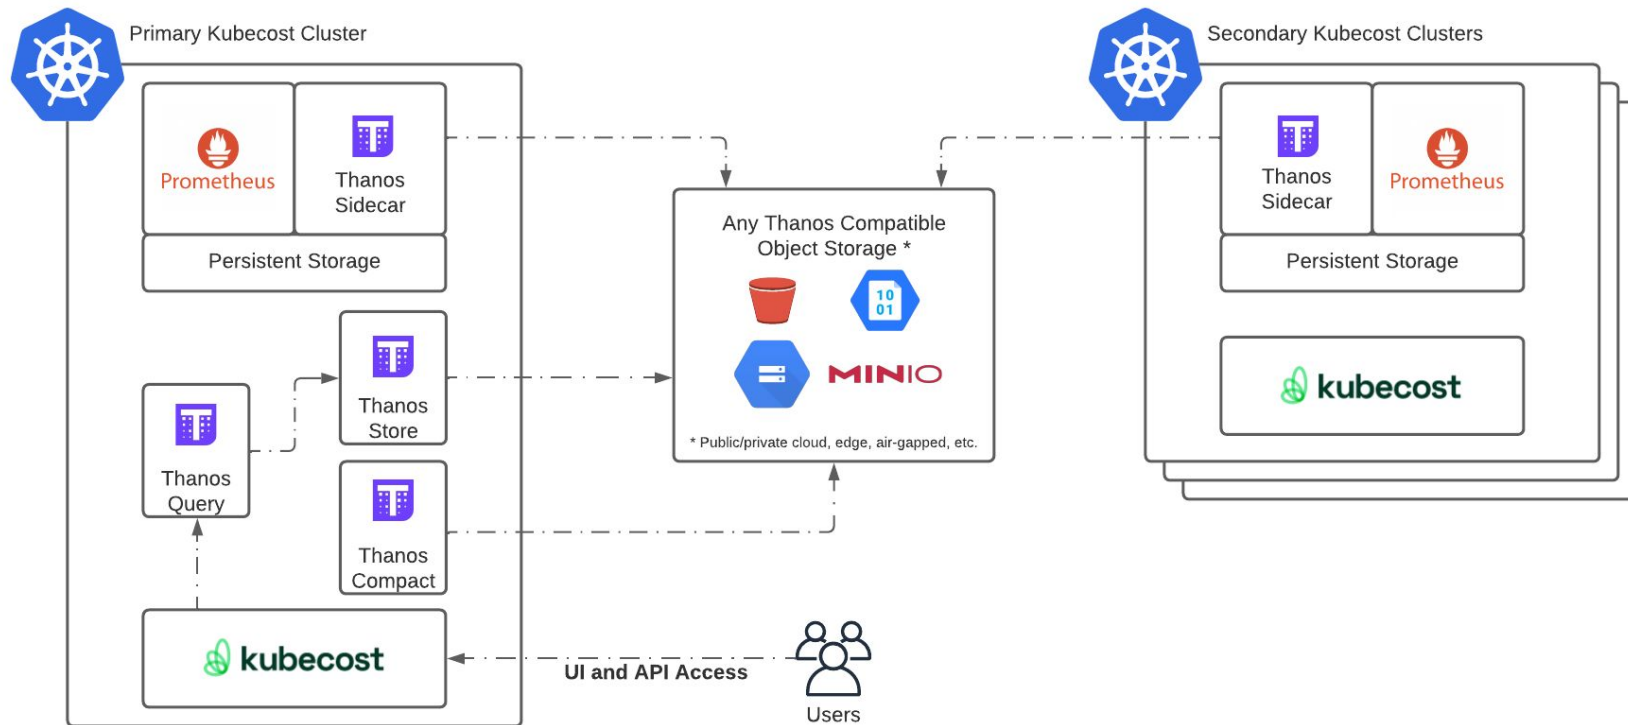 Primary Kubecost Cluster
Prometheus
Thanos
Sidecar
Persistent Storage
Thanos
Store
Thanos
Query
Thanos
Compact
kubecost
Any Thanos Compatible
Object Storage *
10
01
MINIO
* Public/private cloud, edge, air-gapped, etc.
UI and API Access
Users
Secondary Kubecost Clusters
Thanos
Sidecar
Prometheus
Persistent Storage
kubecost